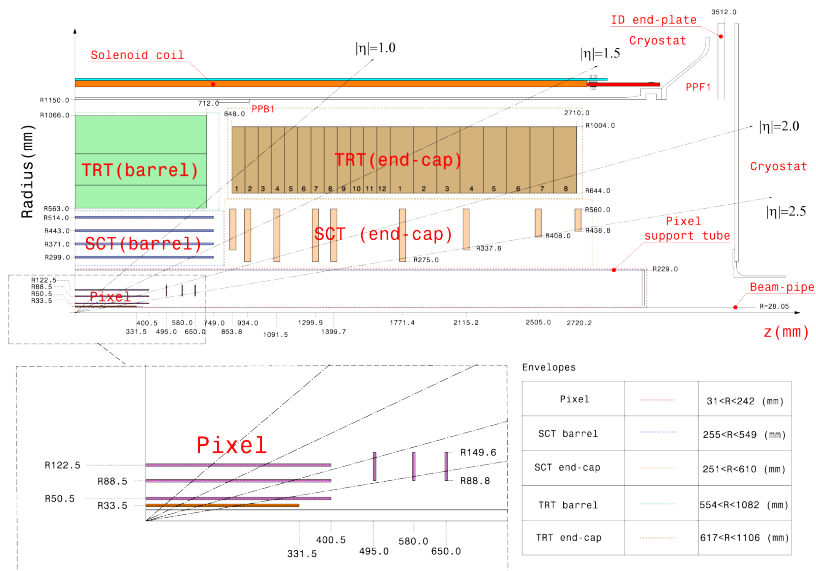 3512.0
ID end-plate
Cryostat
|η|=1.0
|η|=1.5
Solenoid coil
PPF1
R1150.0
712.0
PPB1
2710.0
R1066.0
848.0
R1004.0
|η|=2.0
Radius(mm)
TRT(barrel)
TRT(end-cap)
Cryostat
1 2 3 4 5 6 7 8 9 10 11 12 1 2 3 4 5 6 7 8
R644.0
R563.0
R560.0
|η|=2.5
R514.0
R443.0
SCT(barrel)
SCT (end-cap)
R438.8
R408.0
Pixel
support tube
R371.0
R337.6
R299.0
R275.0
R229.0
R122.5
R88.5
Pixel
R50.5
R33.5
Beam-pipe
R=28.05
400.5 580.0 749.0 934.0 1299.9 1771.4 2115.2 2505.0 2720.2
331.5 495.0 650.0 853.8 1091.5 1399.7
z(mm)
Envelopes
Pixel 31<R<242 (mm)
SCT barrel 255<R<549 (mm)
SCT end-cap 251<R<610 (mm)
TRT barrel 554<R<1082 (mm)
TRT end-cap 617<R<1106 (mm)
Pixel
R149.6
R122.5
R88.5
R88.8
R50.5
R33.5
400.5 580.0
331.5 495.0 650.0